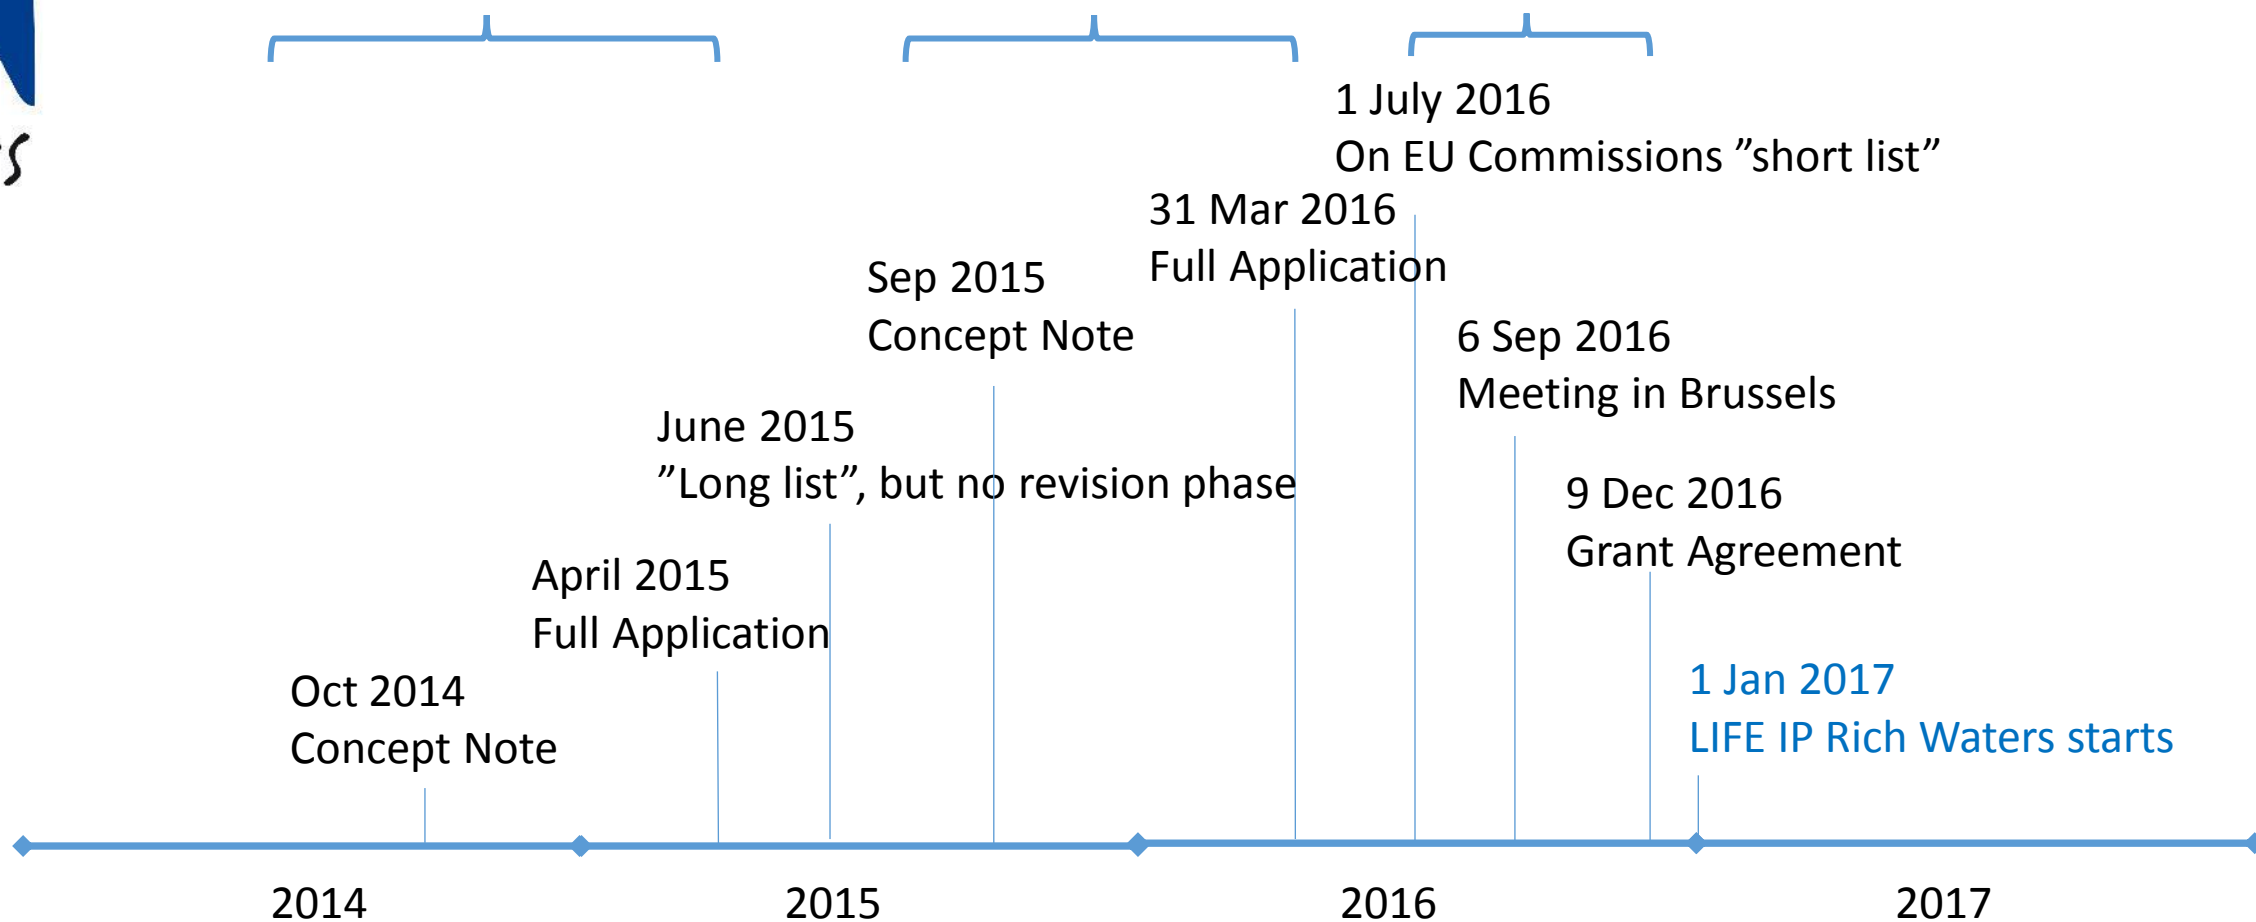 1 July 2016
On EU Commissions ”short list”
31 Mar 2016
Full Application
Sep 2015
Concept Note
6 Sep 2016
Meeting in Brussels
June 2015
”Long list”, but no revision phase
9 Dec 2016
Grant Agreement
April 2015
Full Application
Oct 2014
Concept Note
1 Jan 2017
LIFE IP Rich Waters starts
2014
2015
2016
2017